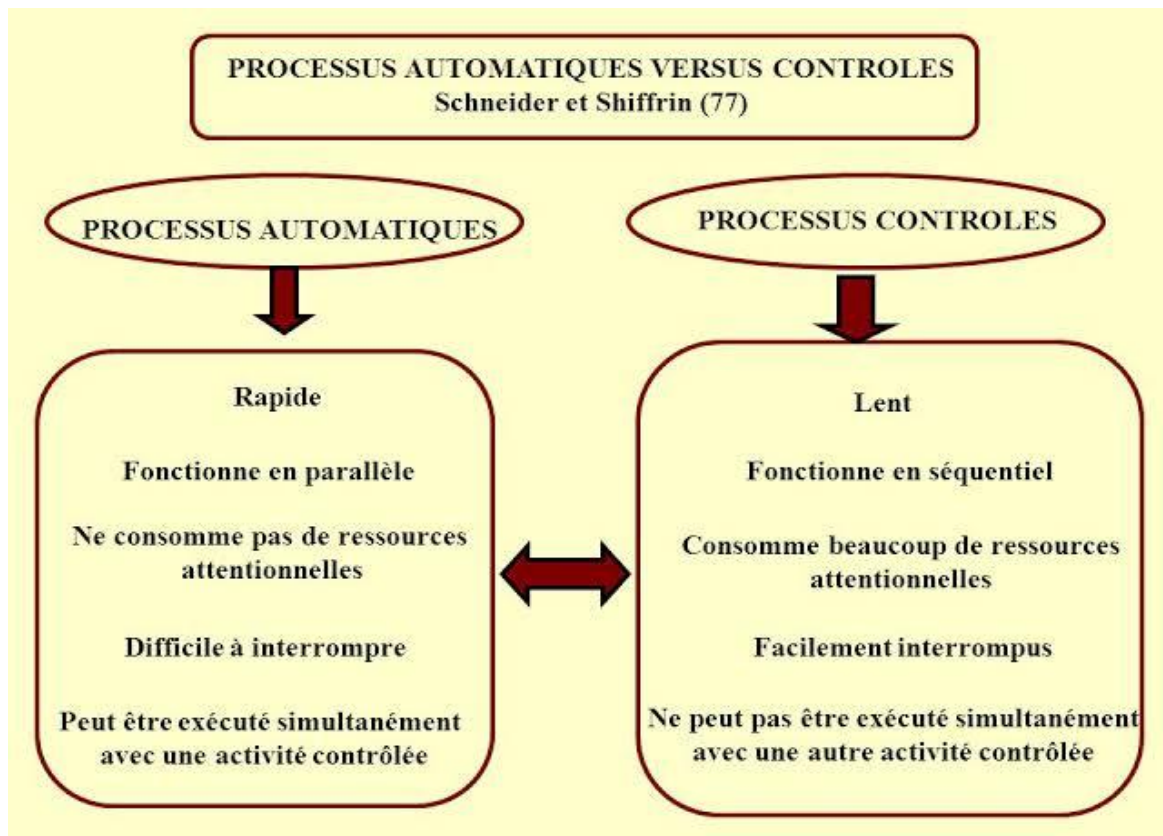 PROCESSUS AUTOMATIQUES VERSUS CONTROLES
Schneider et Shiffrin (77)
PROCESSUS AUTOMATIQUES
PROCESSUS CONTROLES
Rapide
Fonctionne en parallèle
Ne consomme pas de ressources
attentionnelles
Difficile à interrompre
Peut être exécuté simultanément
avec une activité contrôlée
Lent
Fonctionne en séquentiel
Consomme beaucoup de ressources
attentionnelles
Facilement interrompus
Ne peut pas être exécuté simultanément
avec une autre activité contrôlée